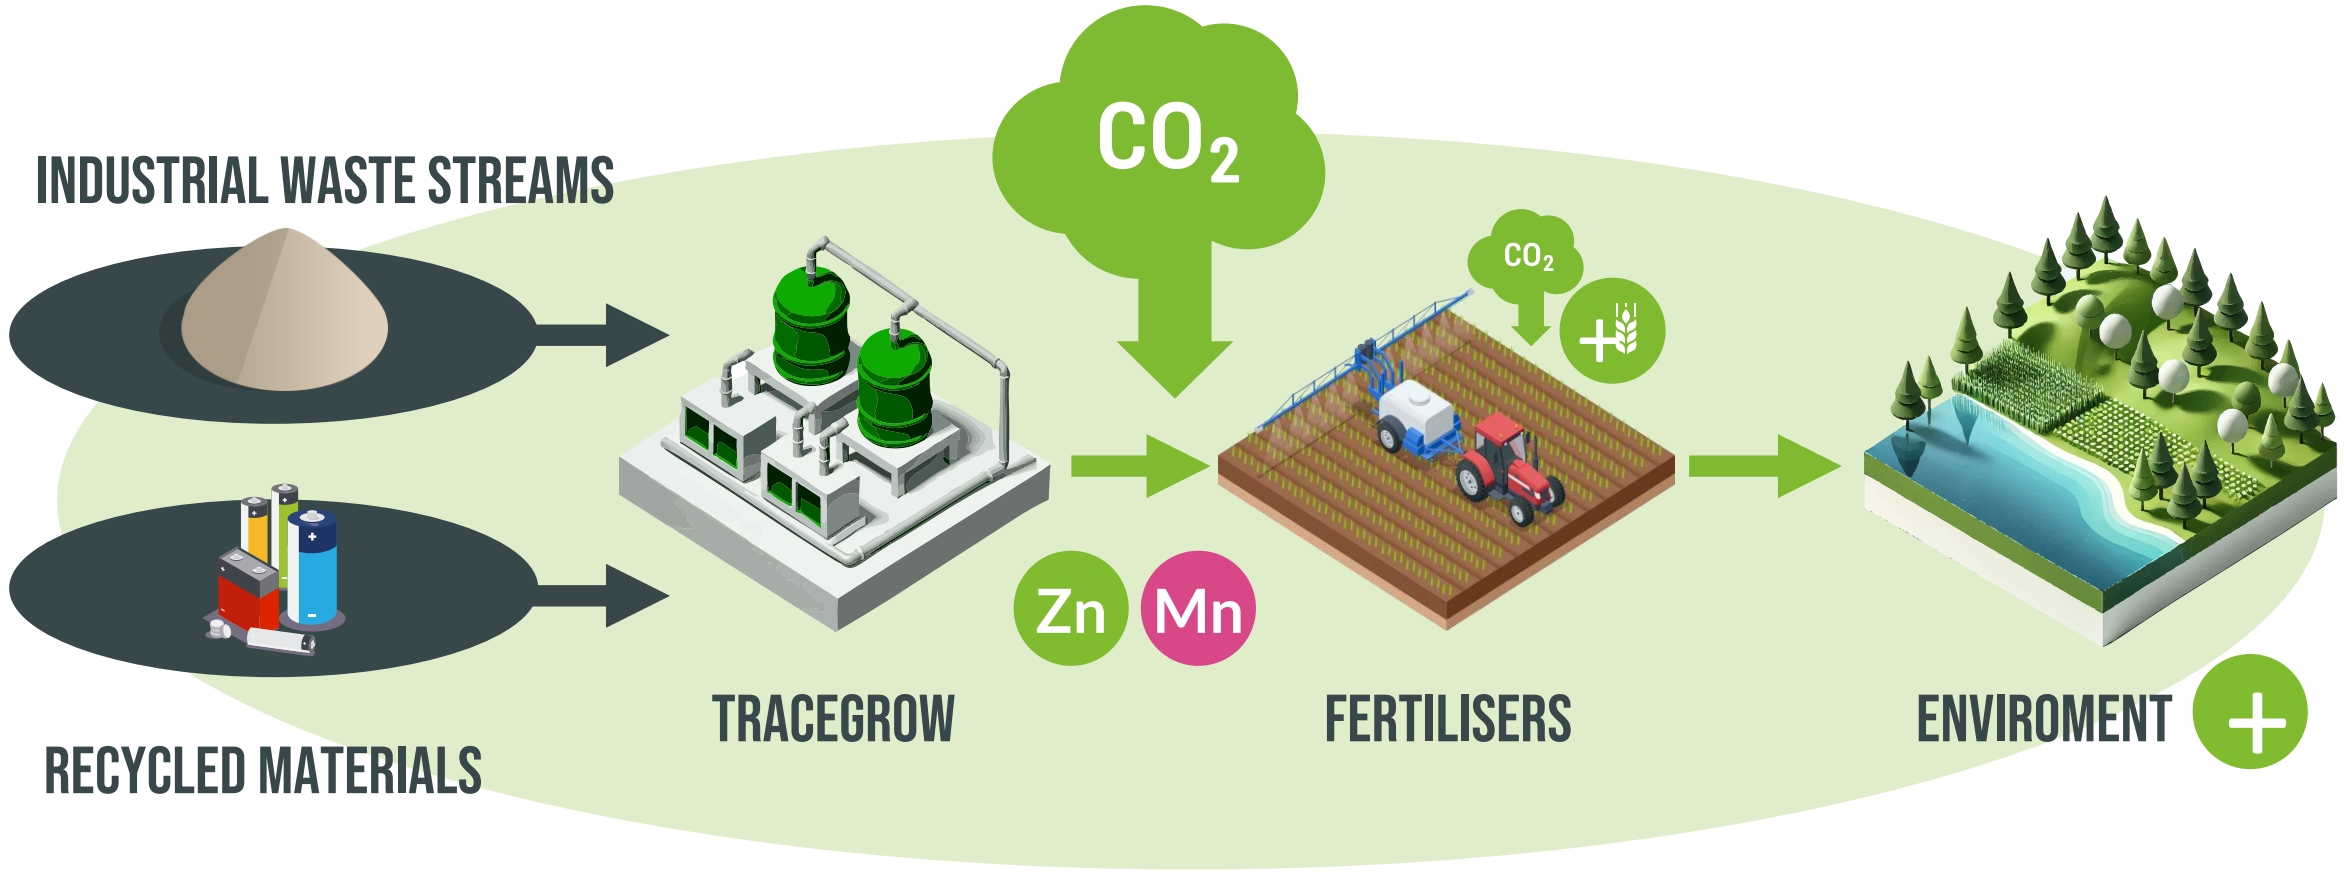 CO₂
INDUSTRIAL WASTE STREAMS
CO₂
+
Zn
Mn
TRACEGROW
FERTILISERS
ENVIROMENT +
RECYCLED MATERIALS